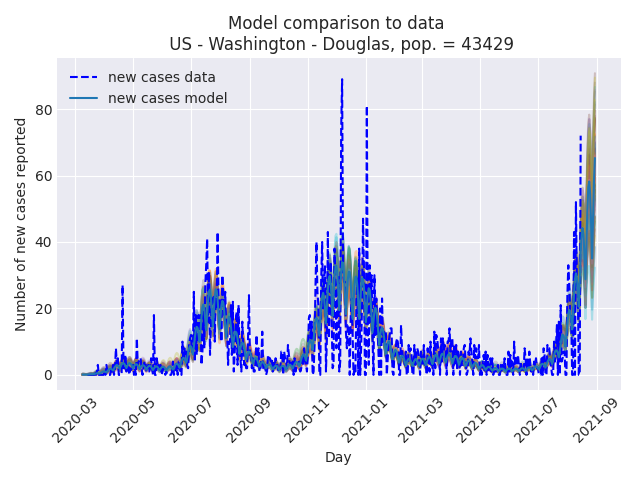 Model comparison to data
US - Washington - Douglas, pop. = 43429
new cases data
new cases model
Number of new cases reported
80
60
40
20
0
2020-03
2020-05
2020-07
2020-09
2020-11
2021-01
2021-03
2021-05
2021-07
2021-09
Day